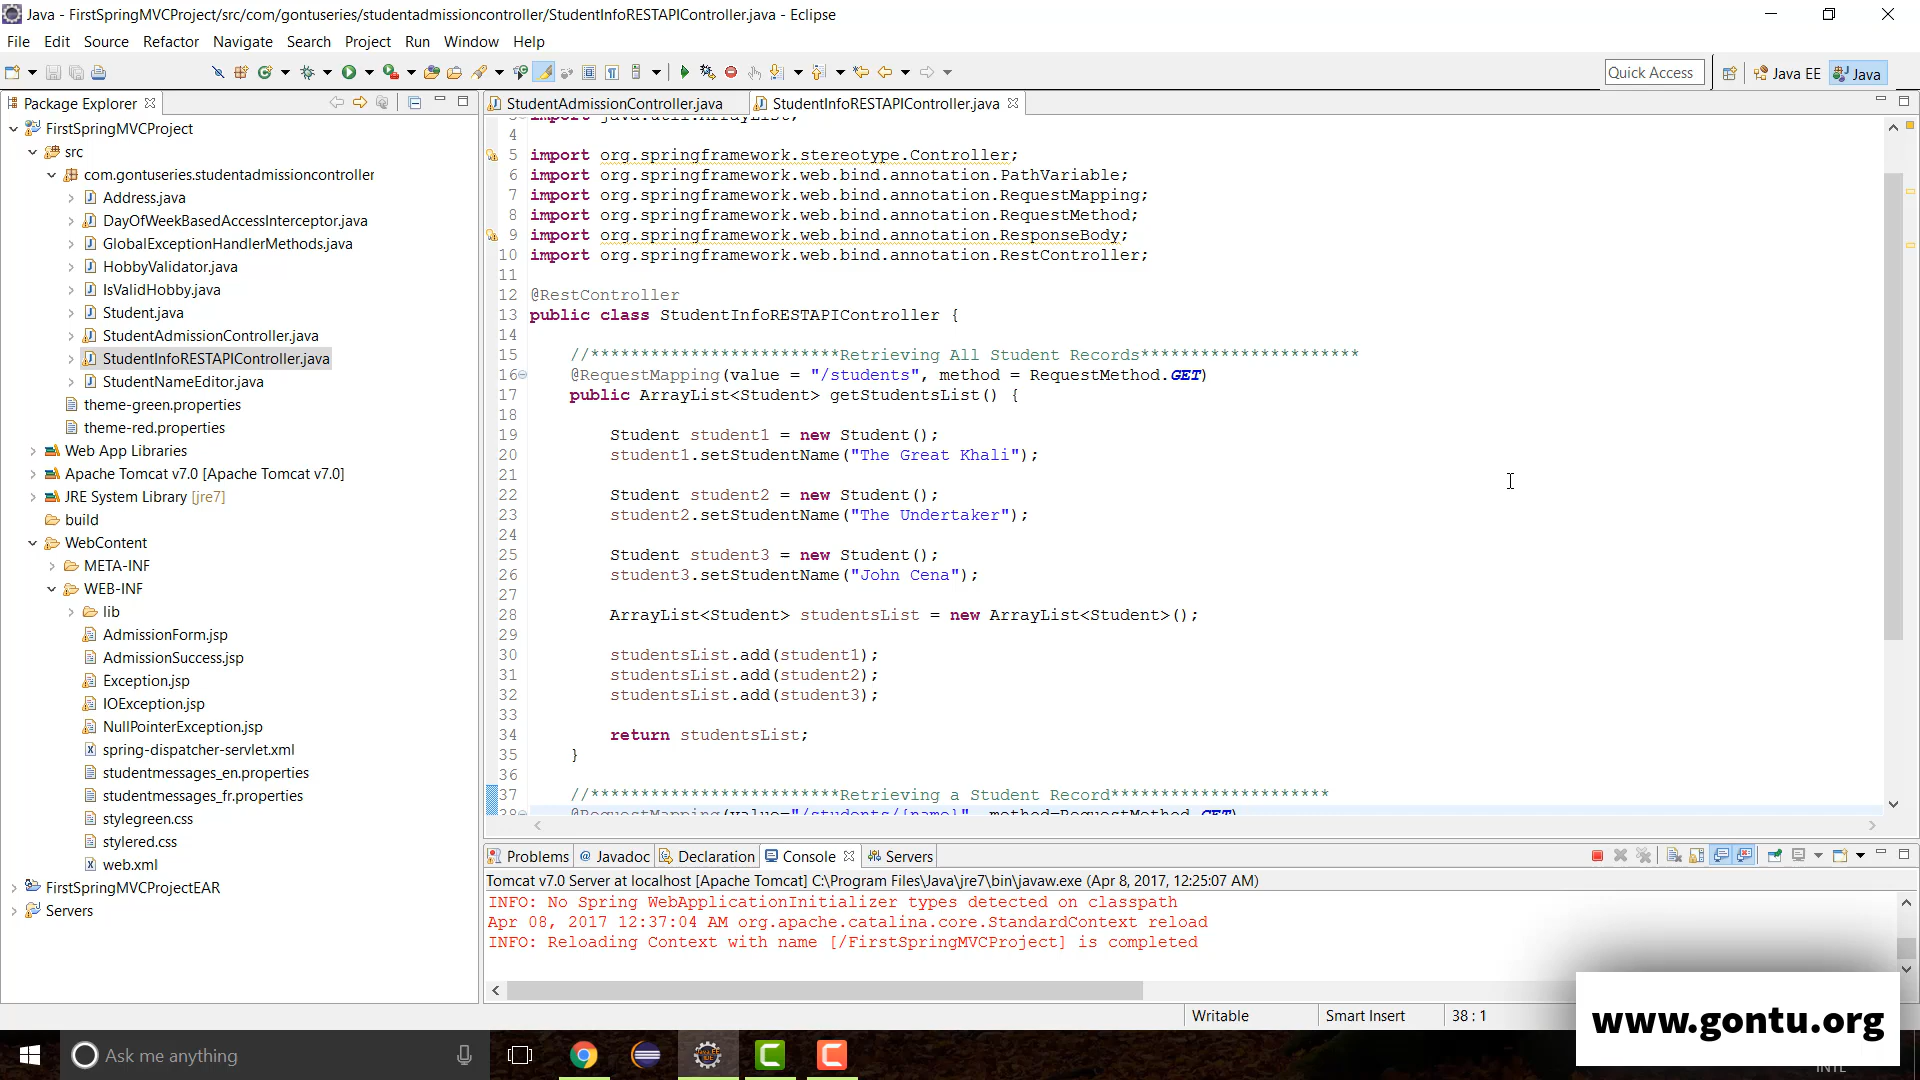 Java - FirstSpringMVCProject/src/com/gontuseries/studentadmissioncontroller/StudentInfoRESTAPIController.java - Eclipse
File Edit Source Refactor Navigate Search Project Run Window Help
Quick Access Java EE Java
Package Explorer
StudentAdmissionController.java StudentInfoRESTAPIController.java
FirstSpringMVCProject
src
com.gontuseries.studentadmissioncontroller
Address.java
DayOfWeekBasedAccessInterceptor.java
GlobalExceptionHandlerMethods.java
HobbyValidator.java
IsValidHobby.java
Student.java
StudentAdmissionController.java
StudentInfoRESTAPIController.java
StudentNameEditor.java
theme-green.properties
theme-red.properties
Web App Libraries
Apache Tomcat v7.0 [Apache Tomcat v7.0]
JRE System Library [jre7]
build
WebContent
META-INF
WEB-INF
lib
AdmissionForm.jsp
AdmissionSuccess.jsp
Exception.jsp
IOException.jsp
NullPointerException.jsp
spring-dispatcher-servlet.xml
studentmessages_en.properties
studentmessages_fr.properties
stylegreen.css
stylered.css
web.xml
FirstSpringMVCProjectEAR
Servers
3 import java.util.ArrayList;
4
5 import org.springframework.stereotype.Controller;
6 import org.springframework.web.bind.annotation.PathVariable;
7 import org.springframework.web.bind.annotation.RequestMapping;
8 import org.springframework.web.bind.annotation.RequestMethod;
9 import org.springframework.web.bind.annotation.ResponseBody;
10 import org.springframework.web.bind.annotation.RestController;
11
12 @RestController
13 public class StudentInfoRESTAPIController {
14
15 //*************************Retrieving All Student Records**********************
16 @RequestMapping(value = "/students", method = RequestMethod.GET)
17 public ArrayList<Student> getStudentsList() {
18
19 Student student1 = new Student();
20 student1.setStudentName("The Great Khali");
21
22 Student student2 = new Student();
23 student2.setStudentName("The Undertaker");
24
25 Student student3 = new Student();
26 student3.setStudentName("John Cena");
27
28 ArrayList<Student> studentsList = new ArrayList<Student>();
29
30 studentsList.add(student1);
31 studentsList.add(student2);
32 studentsList.add(student3);
33
34 return studentsList;
35 }
36
37 //*************************Retrieving a Student Record**********************
38 @RequestMapping(value="/students/{name}", method=RequestMethod.GET)
Problems Javadoc Declaration Console Servers
Tomcat v7.0 Server at localhost [Apache Tomcat] C:\Program Files\Java\jre7\bin\javaw.exe (Apr 8, 2017, 12:25:07 AM)
INFO: No Spring WebApplicationInitializer types detected on classpath
Apr 08, 2017 12:37:04 AM org.apache.catalina.core.StandardContext reload
INFO: Reloading Context with name [/FirstSpringMVCProject] is completed
Writable Smart Insert 38 : 1
www.gontu.org
Ask me anything